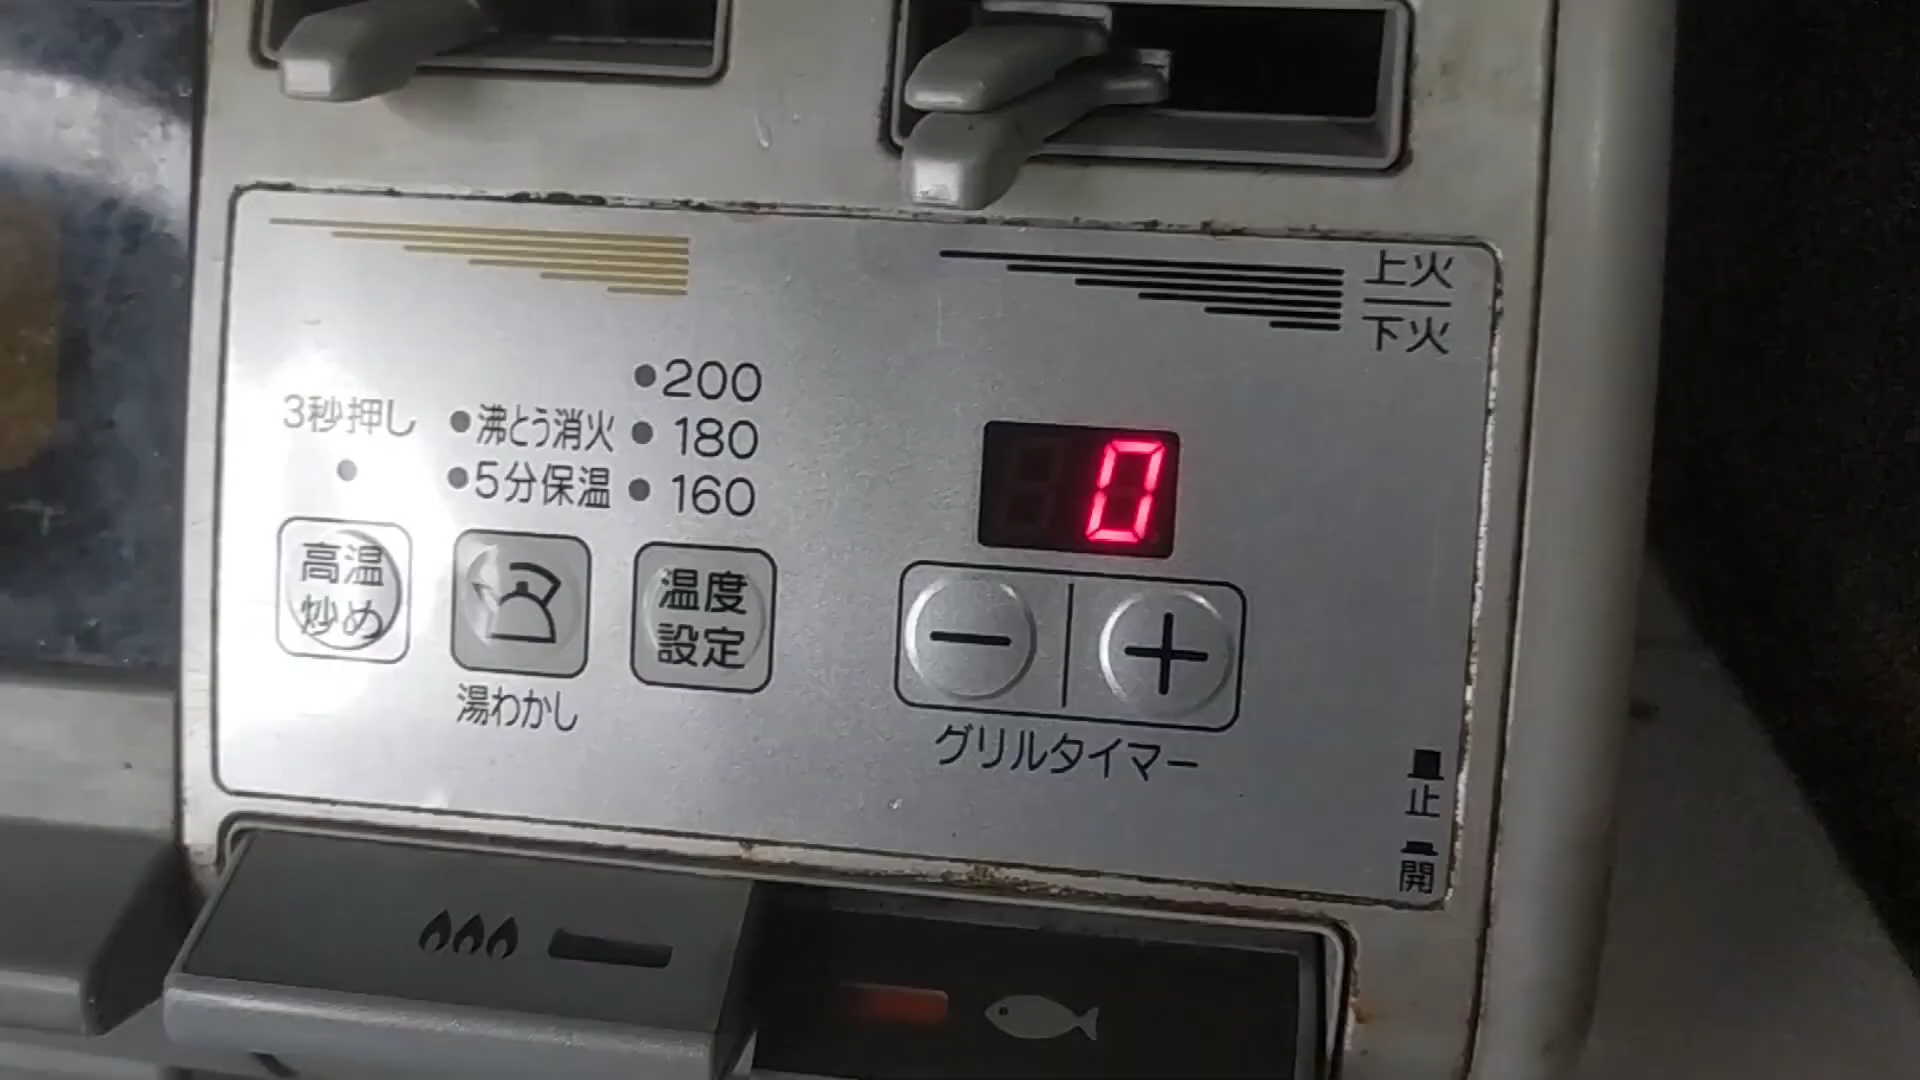 上火
下火
200
3秒押し
沸とう消火
180
5分保温
160
0
高温
炒め
温度
設定
湯わかし
− +
グリルタイマー
止
開